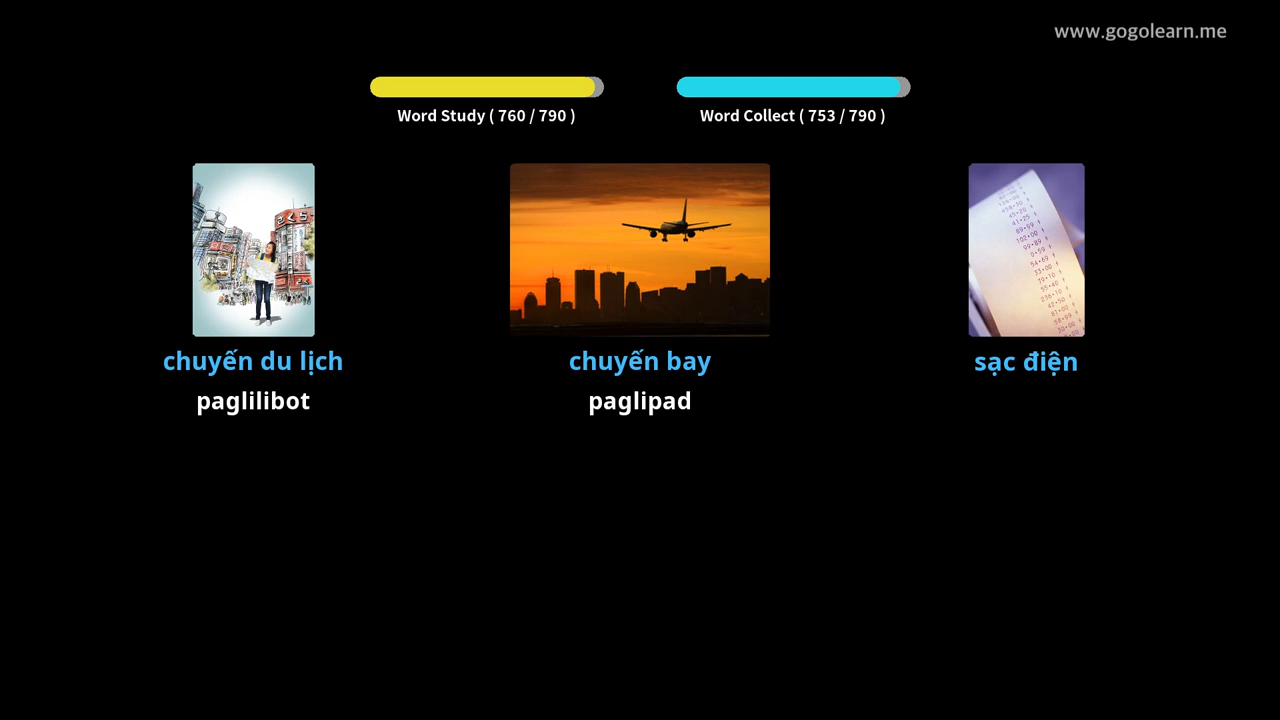 www.gogolearn.me
Word Study ( 760 / 790 )
Word Collect ( 753 / 790 )
chuyến du lịch
chuyến bay
sạc điện
paglilibot
paglipad